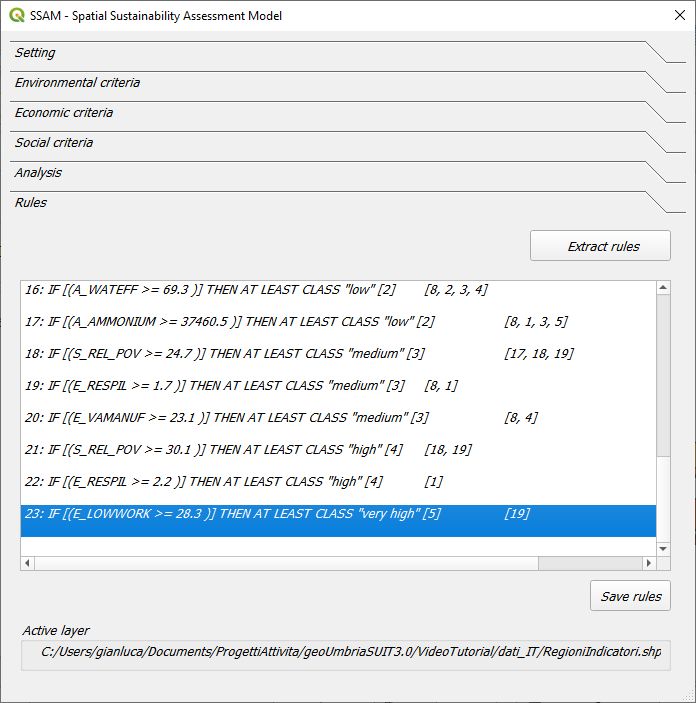 SSAM - Spatial Sustainability Assessment Model
Setting
Environmental criteria
Economic criteria
Social criteria
Analysis
Rules
Extract rules
16: IF [(A_WATEFF >= 69.3 )] THEN AT LEAST CLASS "low" [2] [8, 2, 3, 4]
17: IF [(A_AMMONIUM >= 37460.5 )] THEN AT LEAST CLASS "low" [2] [8, 1, 3, 5]
18: IF [(S_REL_POV >= 24.7 )] THEN AT LEAST CLASS "medium" [3] [17, 18, 19]
19: IF [(E_RESPIL >= 1.7 )] THEN AT LEAST CLASS "medium" [3] [8, 1]
20: IF [(E_VAMANUF >= 23.1 )] THEN AT LEAST CLASS "medium" [3] [8, 4]
21: IF [(S_REL_POV >= 30.1 )] THEN AT LEAST CLASS "high" [4] [18, 19]
22: IF [(E_RESPIL >= 2.2 )] THEN AT LEAST CLASS "high" [4] [1]
23: IF [(E_LOWWORK >= 28.3 )] THEN AT LEAST CLASS "very high" [5] [19]
Save rules
Active layer
C:/Users/gianluca/Documents/ProgettiAttivita/geoUmbriaSUIT3.0/VideoTutorial/dati_IT/RegioniIndicatori.shp